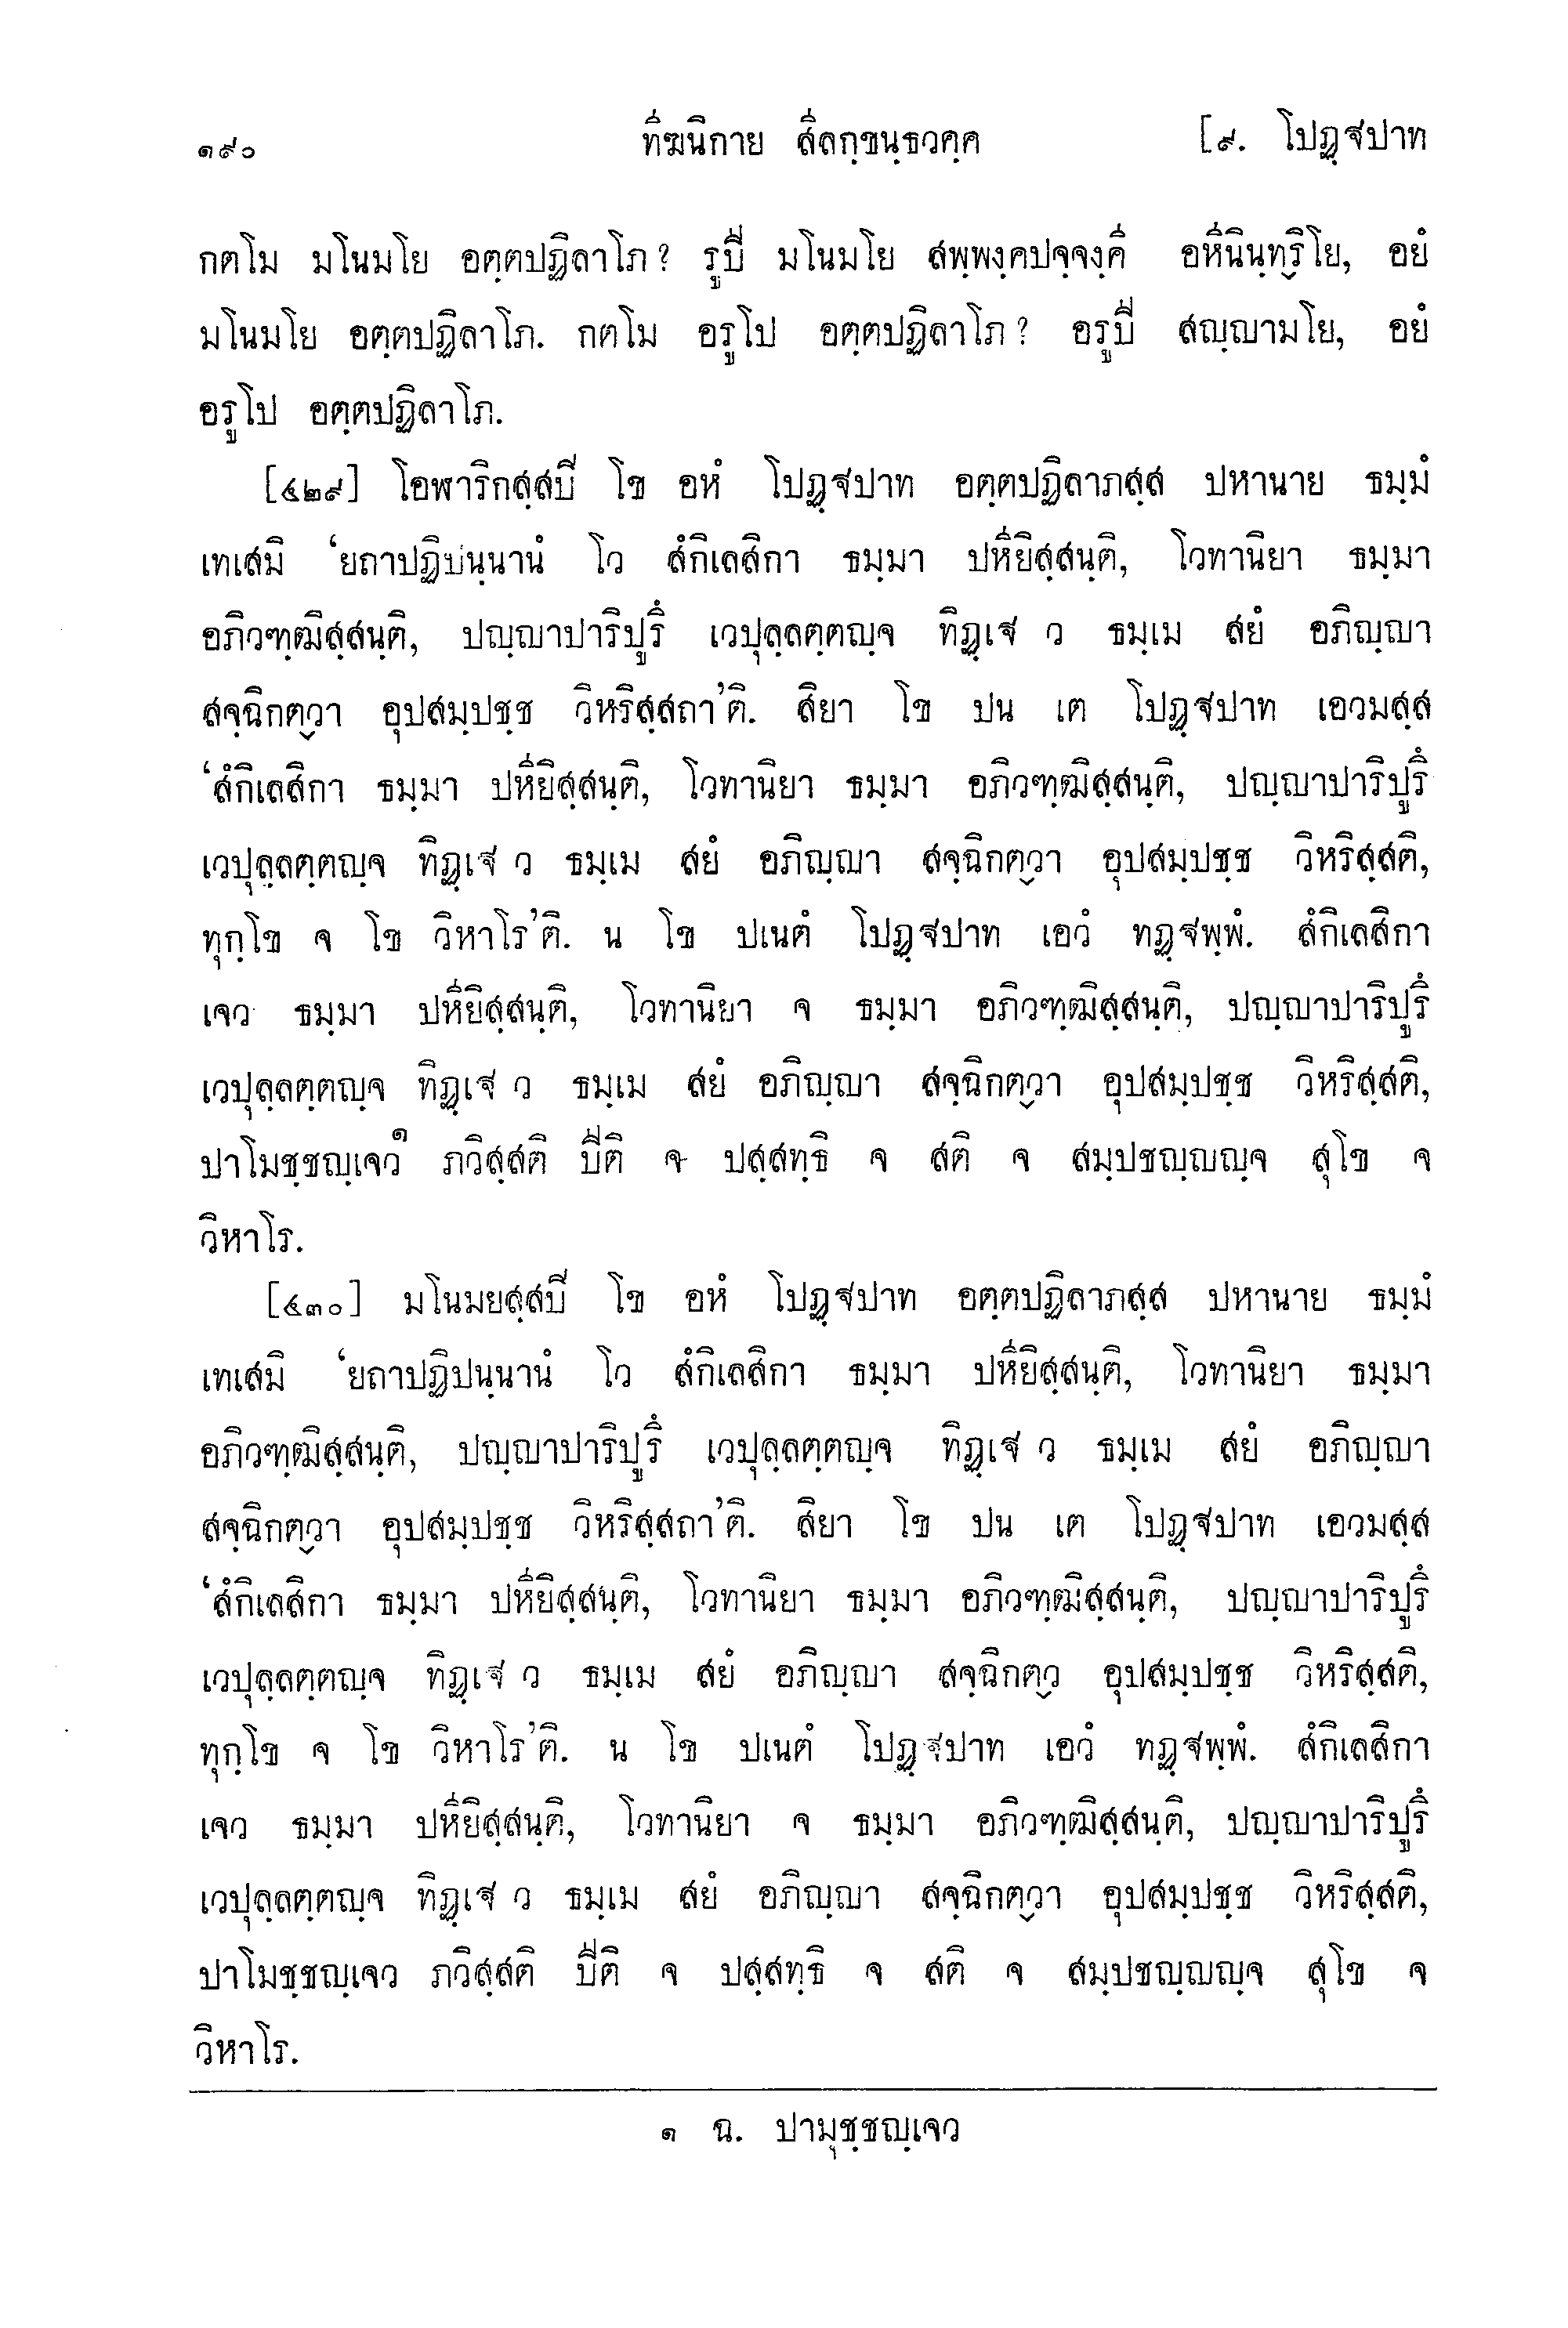 ๑๙๐ ทีฆนิกาย สีลกฺขนฺธวคฺค [๙. โปฏฺฐปาท
กตโม มโนมโย อตฺตปฏิลาโภ? รูปี มโนมโย สพฺพงฺคปจฺจงฺคี อหีนินฺทฺริโย, อยํ
มโนมโย อตฺตปฏิลาโภ. กตโม อรูโป อตฺตปฏิลาโภ? อรูปี สญฺญามโย, อยํ
อรูโป อตฺตปฏิลาโภ.
[๔๒๙] โอฬาริกสฺสปิ โข อหํ โปฏฺฐปาท อตฺตปฏิลาภสฺส ปหานาย ธมฺมํ
เทเสมิ ‘ยถาปฏิปนฺนานํ โว สํกิเลสิกา ธมฺมา ปหียิสฺสนฺติ, โวทานิยา ธมฺมา
อภิวฑฺฒิสฺสนฺติ, ปญฺญาปาริปูรึ เวปุลฺลตฺตญฺจ ทิฏฺเฐ ว ธมฺเม สยํ อภิญฺญา
สจฺฉิกตฺวา อุปสมฺปชฺช วิหริสฺสถา’ติ. สิยา โข ปน เต โปฏฺฐปาท เอวมสฺส
‘สํกิเลสิกา ธมฺมา ปหียิสฺสนฺติ, โวทานิยา ธมฺมา อภิวฑฺฒิสฺสนฺติ, ปญฺญาปาริปูรึ
เวปุลฺลตฺตญฺจ ทิฏฺเฐ ว ธมฺเม สยํ อภิญฺญา สจฺฉิกตฺวา อุปสมฺปชฺช วิหริสฺสติ,
ทุกฺโข จ โข วิหาโร’ติ. น โข ปเนตํ โปฏฺฐปาท เอวํ ทฏฺฐพฺพํ. สํกิเลสิกา
เจว ธมฺมา ปหียิสฺสนฺติ, โวทานิยา จ ธมฺมา อภิวฑฺฒิสฺสนฺติ, ปญฺญาปาริปูรึ
เวปุลฺลตฺตญฺจ ทิฏฺเฐ ว ธมฺเม สยํ อภิญฺญา สจฺฉิกตฺวา อุปสมฺปชฺช วิหริสฺสติ,
ปาโมชฺชญฺเจว๑ ภวิสฺสติ ปีติ จ ปสฺสทฺธิ จ สติ จ สมฺปชญฺญญฺจ สุโข จ
วิหาโร.
[๔๓๐] มโนมยสฺสปิ โข อหํ โปฏฺฐปาท อตฺตปฏิลาภสฺส ปหานาย ธมฺมํ
เทเสมิ ‘ยถาปฏิปนฺนานํ โว สํกิเลสิกา ธมฺมา ปหียิสฺสนฺติ, โวทานิยา ธมฺมา
อภิวฑฺฒิสฺสนฺติ, ปญฺญาปาริปูรึ เวปุลฺลตฺตญฺจ ทิฏฺเฐ ว ธมฺเม สยํ อภิญฺญา
สจฺฉิกตฺวา อุปสมฺปชฺช วิหริสฺสถา’ติ. สิยา โข ปน เต โปฏฺฐปาท เอวมสฺส
‘สํกิเลสิกา ธมฺมา ปหียิสฺสนฺติ, โวทานิยา ธมฺมา อภิวฑฺฒิสฺสนฺติ, ปญฺญาปาริปูรึ
เวปุลฺลตฺตญฺจ ทิฏฺเฐ ว ธมฺเม สยํ อภิญฺญา สจฺฉิกตฺว อุปสมฺปชฺช วิหริสฺสติ,
ทุกฺโข จ โข วิหาโร’ติ. น โข ปเนตํ โปฏฺฐปาท เอวํ ทฏฺฐพฺพํ. สํกิเลสิกา
เจว ธมฺมา ปหียิสฺสนฺติ, โวทานิยา จ ธมฺมา อภิวฑฺฒิสฺสนฺติ, ปญฺญาปาริปูรึ
เวปุลฺลตฺตญฺจ ทิฏฺเฐ ว ธมฺเม สยํ อภิญฺญา สจฺฉิกตฺวา อุปสมฺปชฺช วิหริสฺสติ,
ปาโมชฺชญฺเจว ภวิสฺสติ ปีติ จ ปสฺสทฺธิ จ สติ จ สมฺปชญฺญญฺจ สุโข จ
วิหาโร.
๑ ฉ. ปามุชฺชญฺเจว